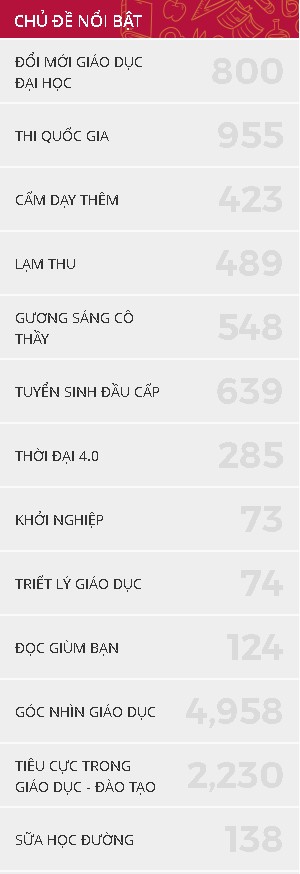 CHỦ ĐỀ NỔI BẬT
ĐỔI MỚI GIÁO DỤC
ĐẠI HỌC
800
THI QUỐC GIA
955
CẤM DẠY THÊM
423
LẠM THU
489
GƯƠNG SÁNG CÔ
THẦY
548
TUYỂN SINH ĐẦU CẤP
639
THỜI ĐẠI 4.0
285
KHỞI NGHIỆP
73
TRIẾT LÝ GIÁO DỤC
74
ĐỌC GIÙM BẠN
124
GÓC NHÌN GIÁO DỤC
4,958
TIÊU CỰC TRONG
GIÁO DỤC - ĐÀO TẠO
2,230
SỮA HỌC ĐƯỜNG
138